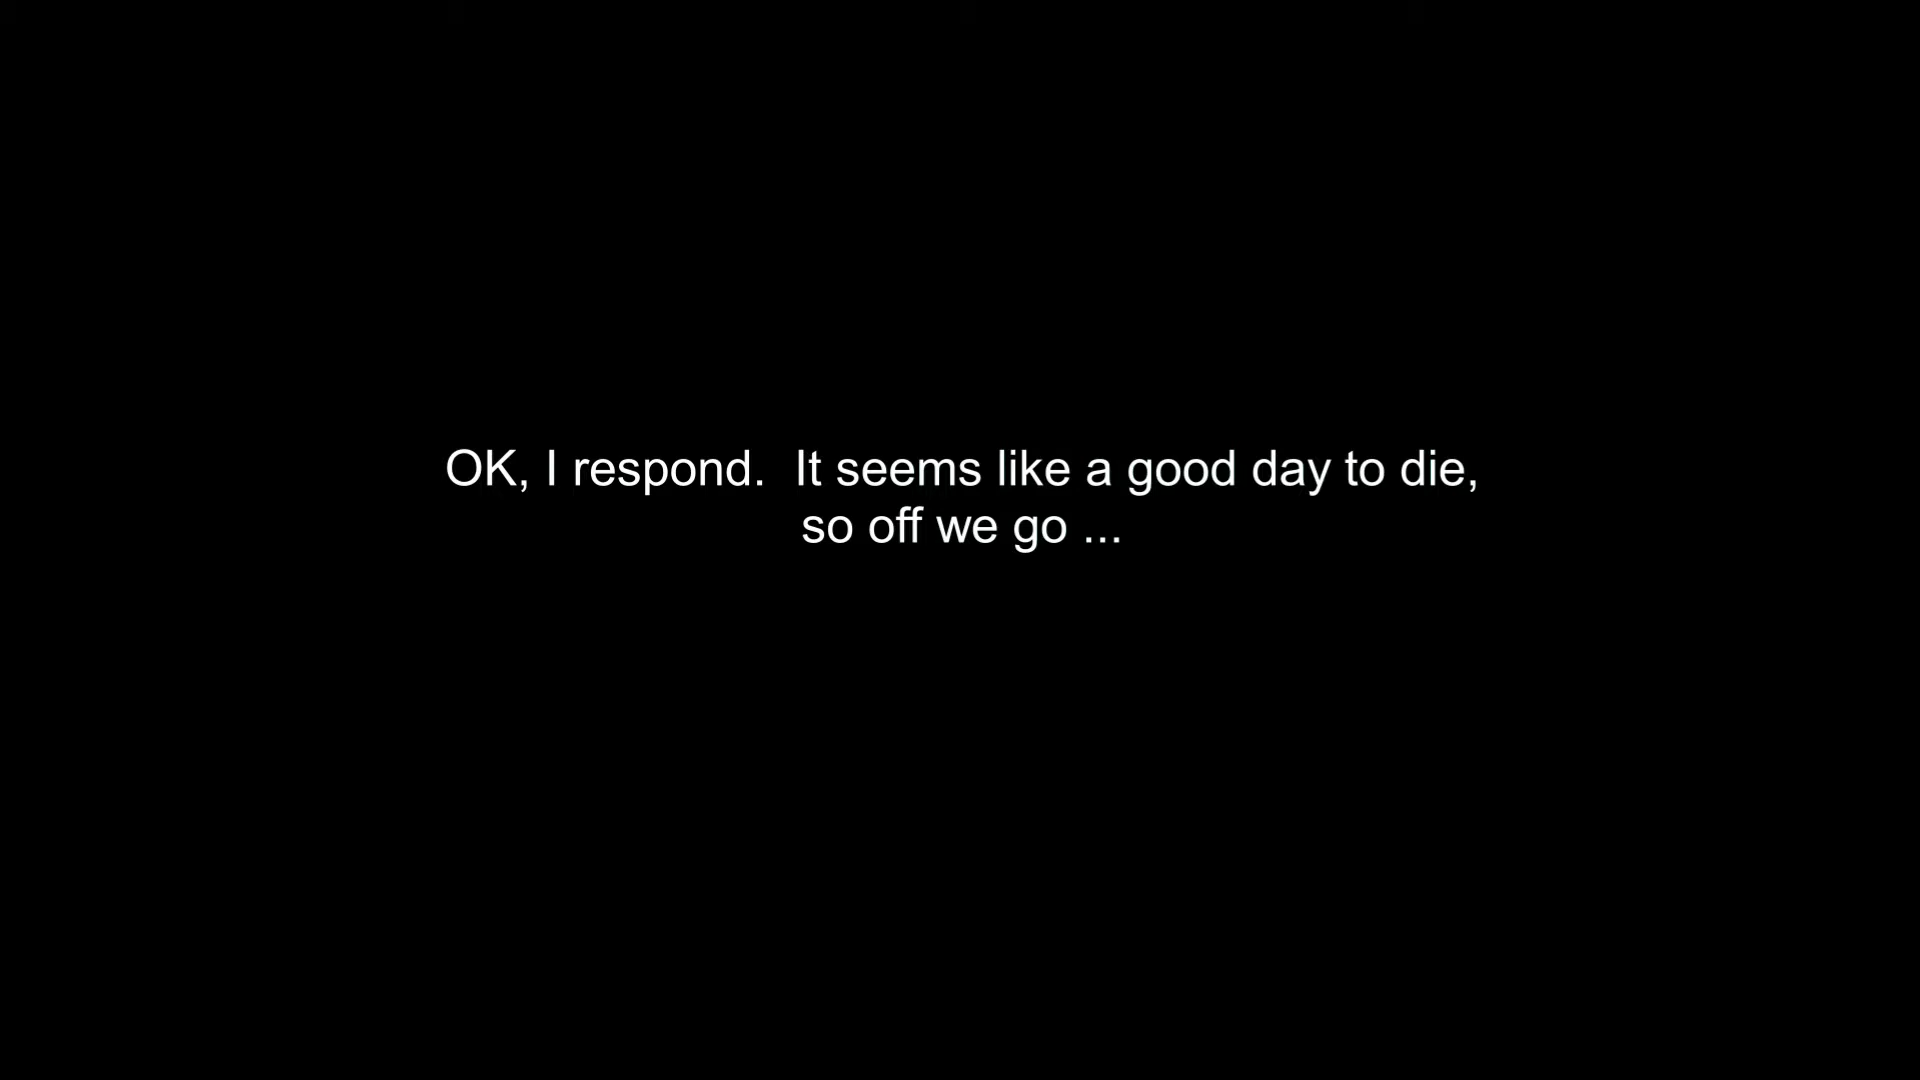 OK, I respond.  It seems like a good day to die,
so off we go ...